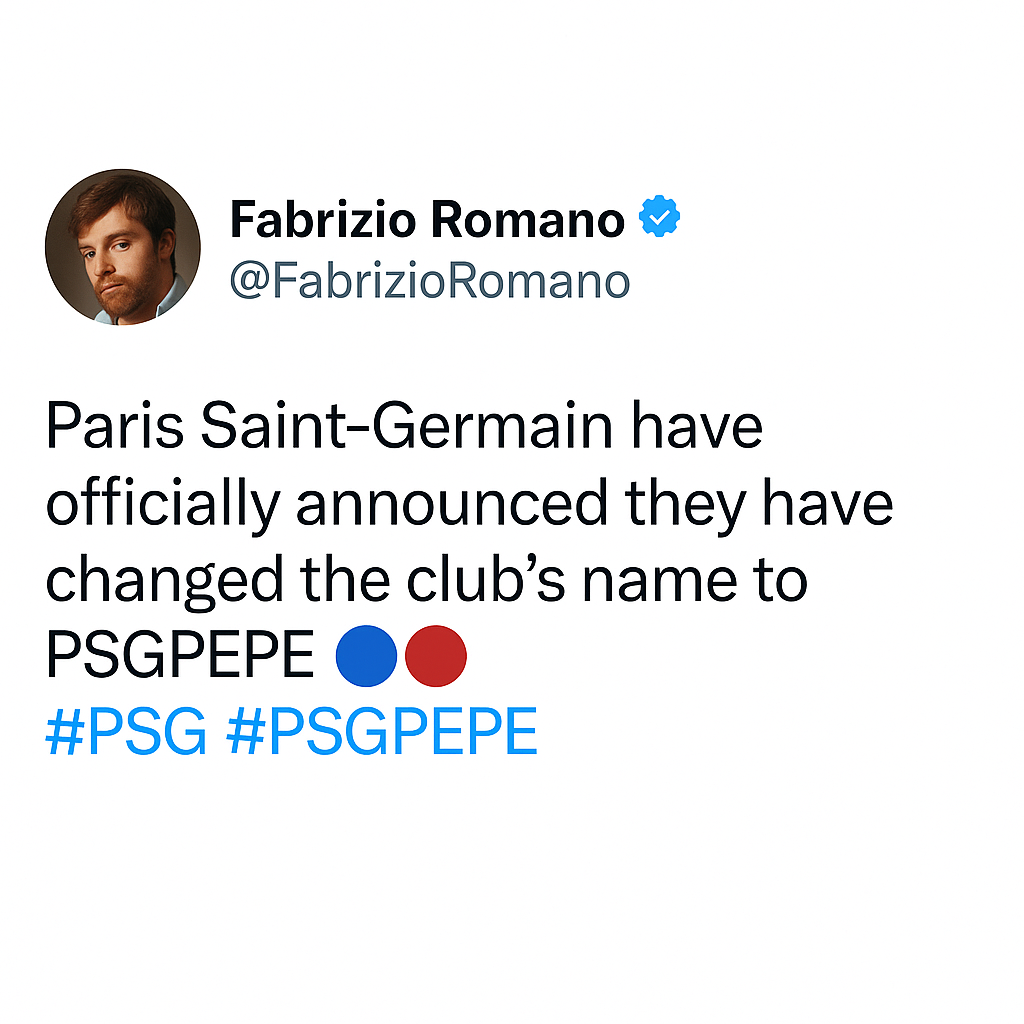 Fabrizio Romano
@FabrizioRomano
Paris Saint-Germain have
officially announced they have
changed the club’s name to
PSGPEPE 🔵🔴
#PSG #PSGPEPE